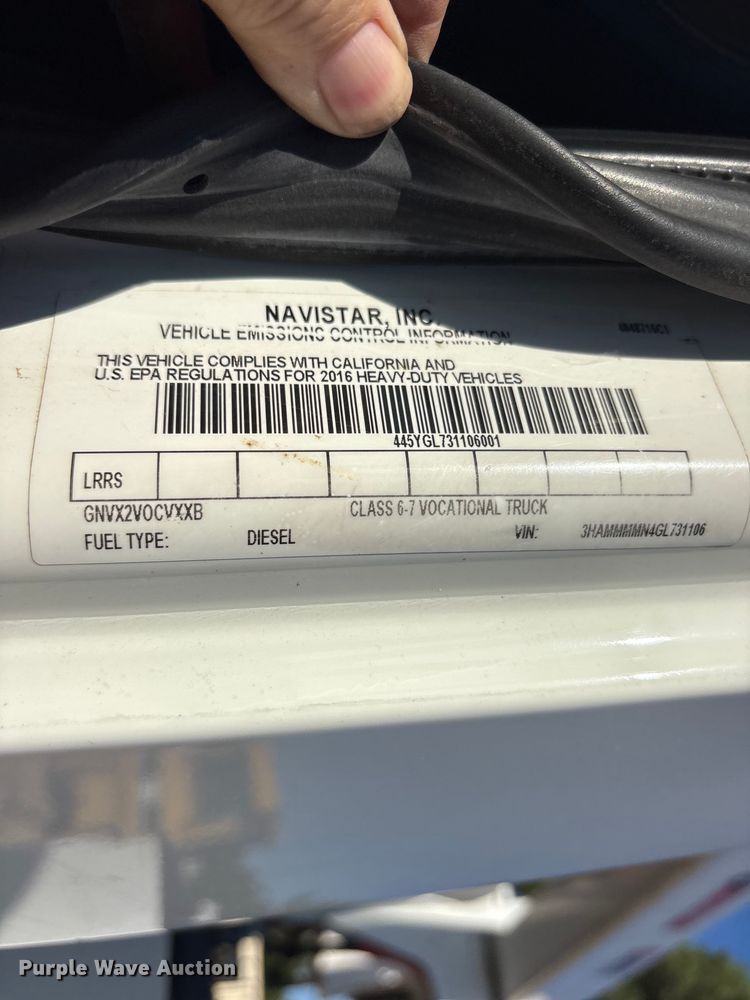 NAVISTAR, INC.
VEHICLE EMISSIONS CONTROL INFORMATION
4048716C1
THIS VEHICLE COMPLIES WITH CALIFORNIA AND
U.S. EPA REGULATIONS FOR 2016 HEAVY-DUTY VEHICLES
445YGL731106001
LRRS
GNVX2VOCVXXB
CLASS 6-7 VOCATIONAL TRUCK
FUEL TYPE: DIESEL VIN: 3HAMMMMN4GL731106
Purple Wave Auction